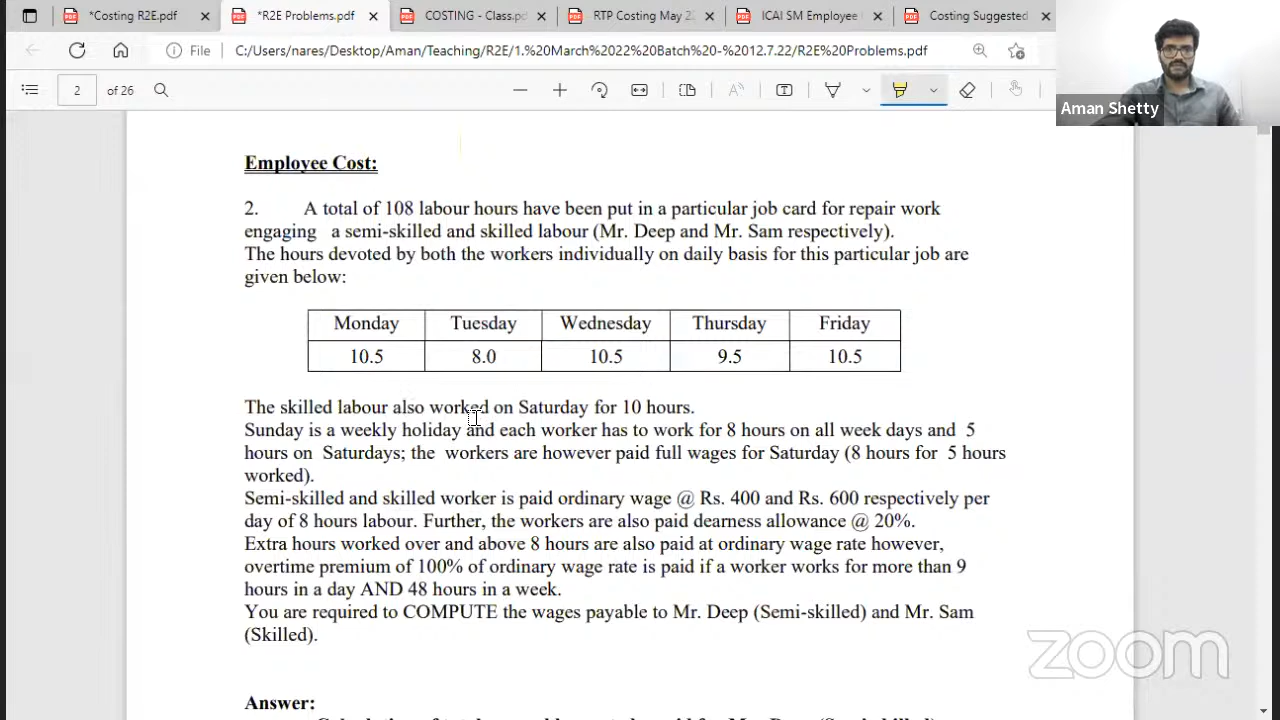 *Costing R2E.pdf
*R2E Problems.pdf
COSTING - Class.pd
RTP Costing May 2
ICAI SM Employee
Costing Suggested
File
C:/Users/nares/Desktop/Aman/Teaching/R2E/1.%20March%2022%20Batch%20-%2012.7.22/R2E%20Problems.pdf
2
of 26
Aman Shetty
Employee Cost:
2. A total of 108 labour hours have been put in a particular job card for repair work
engaging a semi-skilled and skilled labour (Mr. Deep and Mr. Sam respectively).
The hours devoted by both the workers individually on daily basis for this particular job are
given below:
Monday Tuesday Wednesday Thursday Friday
10.5 8.0 10.5 9.5 10.5
The skilled labour also worked on Saturday for 10 hours.
Sunday is a weekly holiday and each worker has to work for 8 hours on all week days and 5
hours on Saturdays; the workers are however paid full wages for Saturday (8 hours for 5 hours
worked).
Semi-skilled and skilled worker is paid ordinary wage @ Rs. 400 and Rs. 600 respectively per
day of 8 hours labour. Further, the workers are also paid dearness allowance @ 20%.
Extra hours worked over and above 8 hours are also paid at ordinary wage rate however,
overtime premium of 100% of ordinary wage rate is paid if a worker works for more than 9
hours in a day AND 48 hours in a week.
You are required to COMPUTE the wages payable to Mr. Deep (Semi-skilled) and Mr. Sam
(Skilled).
zoom
Answer: